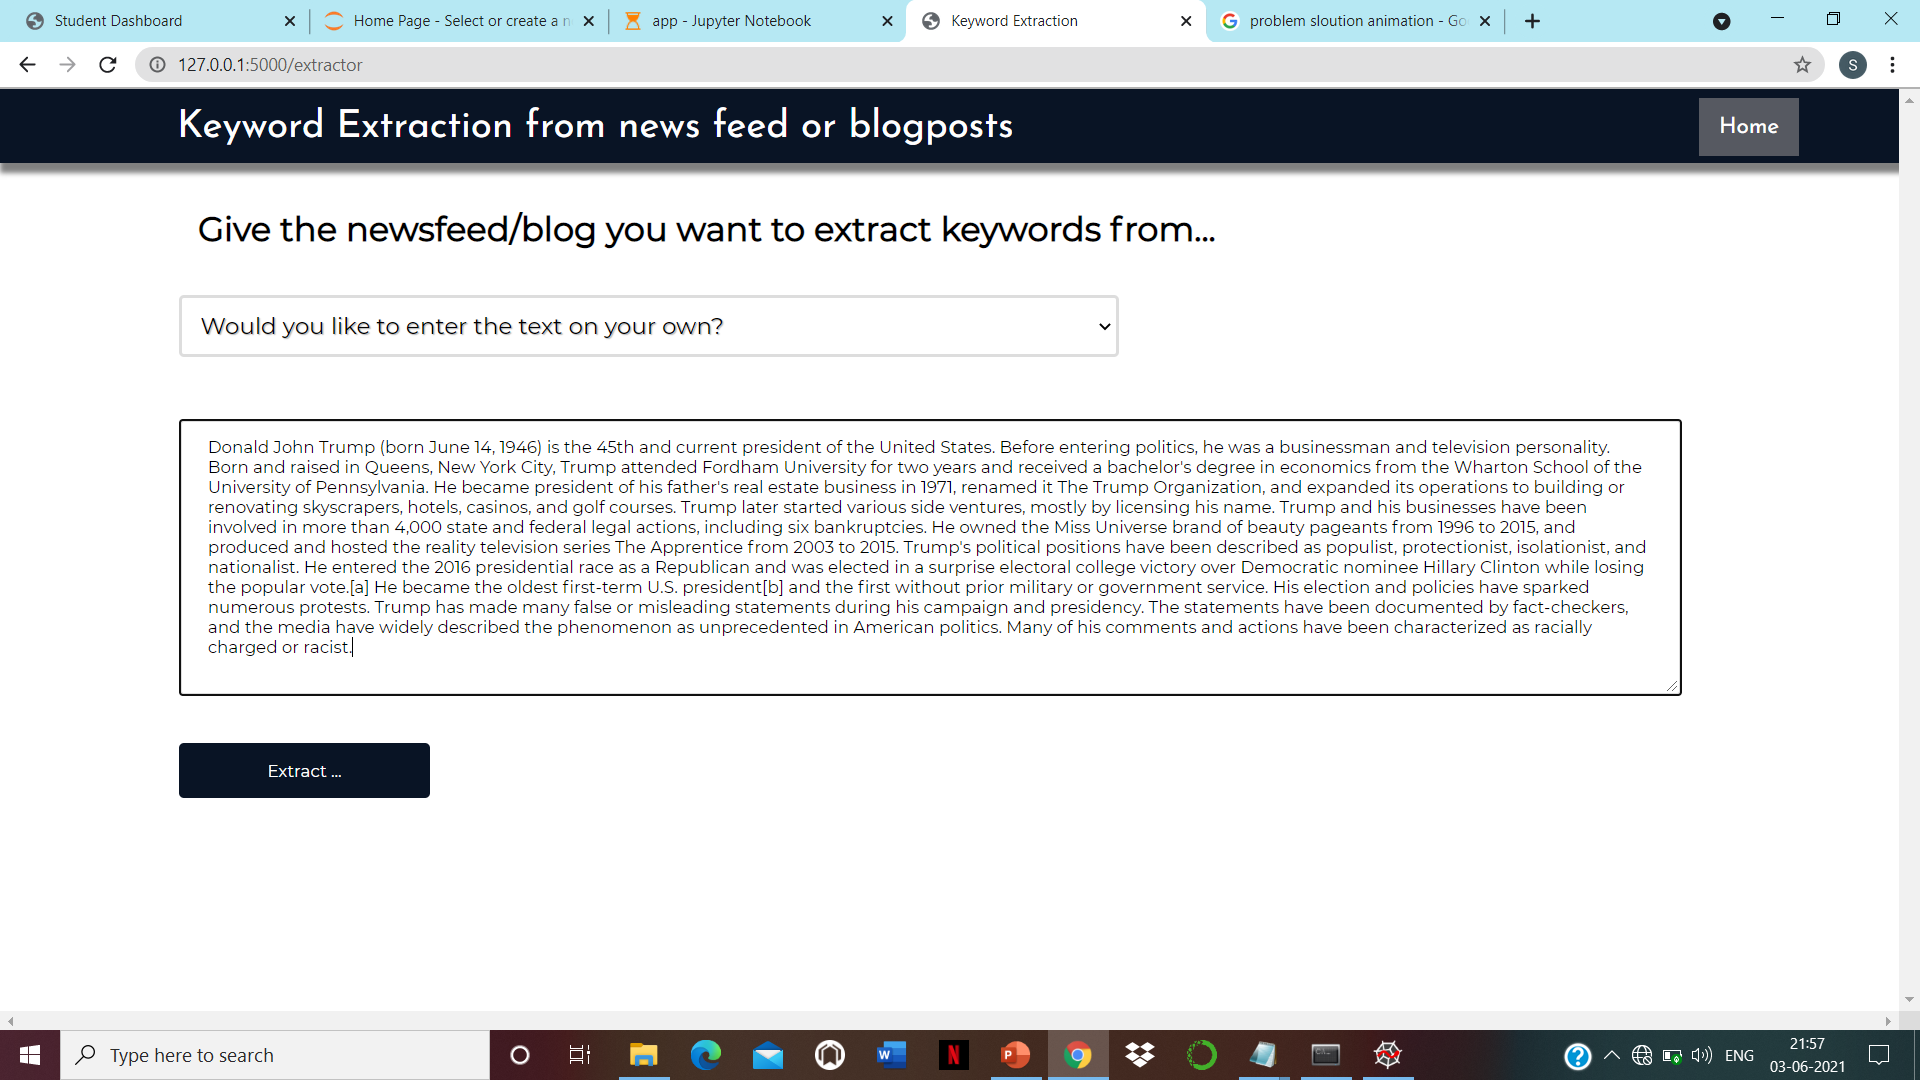 Student Dashboard
Home Page - Select or create a n
app - Jupyter Notebook
Keyword Extraction
problem sloution animation - Go
127.0.0.1:5000/extractor
S
Keyword Extraction from news feed or blogposts
Home
Give the newsfeed/blog you want to extract keywords from...
Would you like to enter the text on your own?
Donald John Trump (born June 14, 1946) is the 45th and current president of the United States. Before entering politics, he was a businessman and television personality.
Born and raised in Queens, New York City, Trump attended Fordham University for two years and received a bachelor's degree in economics from the Wharton School of the
University of Pennsylvania. He became president of his father's real estate business in 1971, renamed it The Trump Organization, and expanded its operations to building or
renovating skyscrapers, hotels, casinos, and golf courses. Trump later started various side ventures, mostly by licensing his name. Trump and his businesses have been
involved in more than 4,000 state and federal legal actions, including six bankruptcies. He owned the Miss Universe brand of beauty pageants from 1996 to 2015, and
produced and hosted the reality television series The Apprentice from 2003 to 2015. Trump's political positions have been described as populist, protectionist, isolationist, and
nationalist. He entered the 2016 presidential race as a Republican and was elected in a surprise electoral college victory over Democratic nominee Hillary Clinton while losing
the popular vote.[a] He became the oldest first-term U.S. president[b] and the first without prior military or government service. His election and policies have sparked
numerous protests. Trump has made many false or misleading statements during his campaign and presidency. The statements have been documented by fact-checkers,
and the media have widely described the phenomenon as unprecedented in American politics. Many of his comments and actions have been characterized as racially
charged or racist.
Extract ...
Type here to search
ENG
21:57
03-06-2021